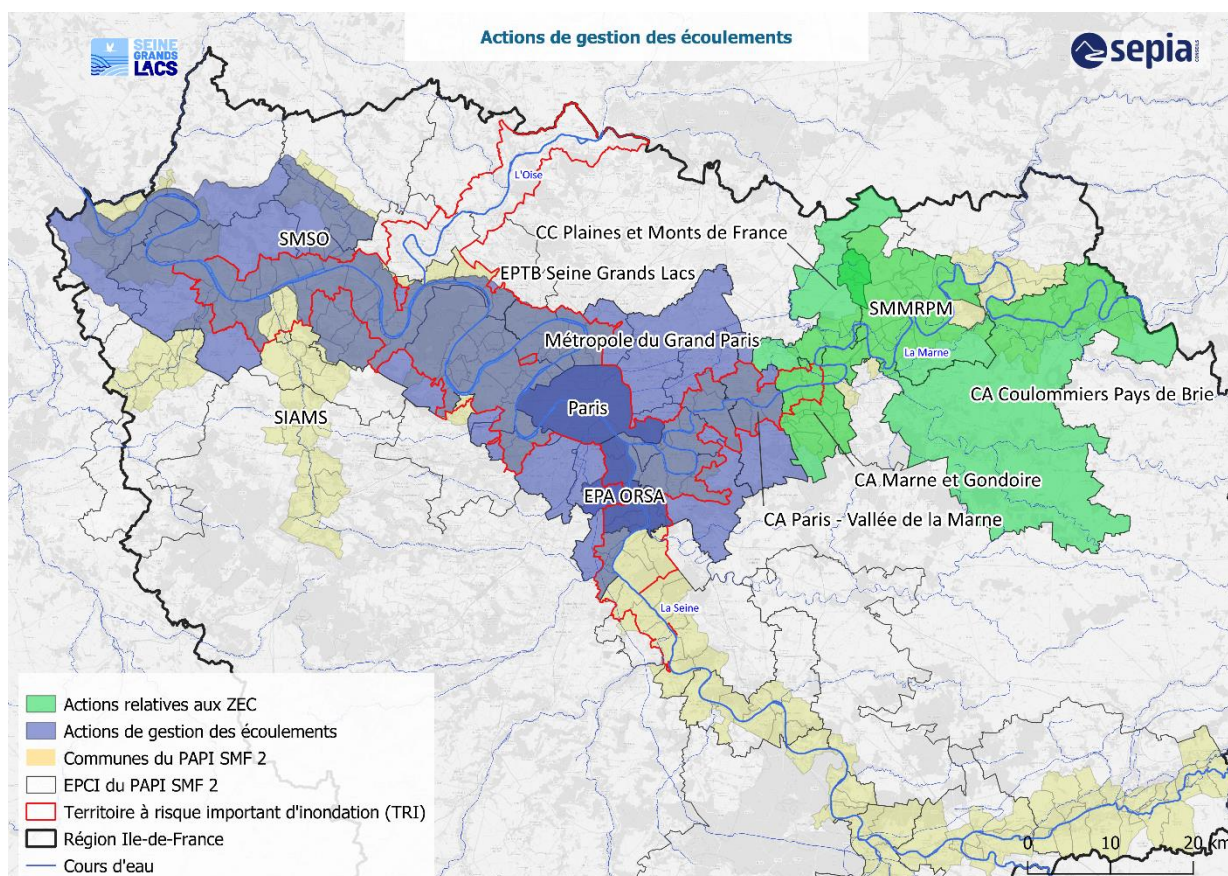 SEINE
GRANDS
LACS
Actions de gestion des écoulements
sepia
CONSEILS
L'Oise
CC Plaines et Monts de France
SMSO
EPTB Seine Grands Lacs
SMMRPM
Métropole du Grand Paris
La Marne
CA Coulommiers Pays de Brie
Paris
SIAMS
CA Marne et Gondoire
EPA ORSA
CA Paris - Vallée de la Marne
La Seine
Actions relatives aux ZEC
Actions de gestion des écoulements
Communes du PAPI SMF 2
EPCI du PAPI SMF 2
Territoire à risque important d'inondation (TRI)
Région Ile-de-France
Cours d'eau
0 10 20 km